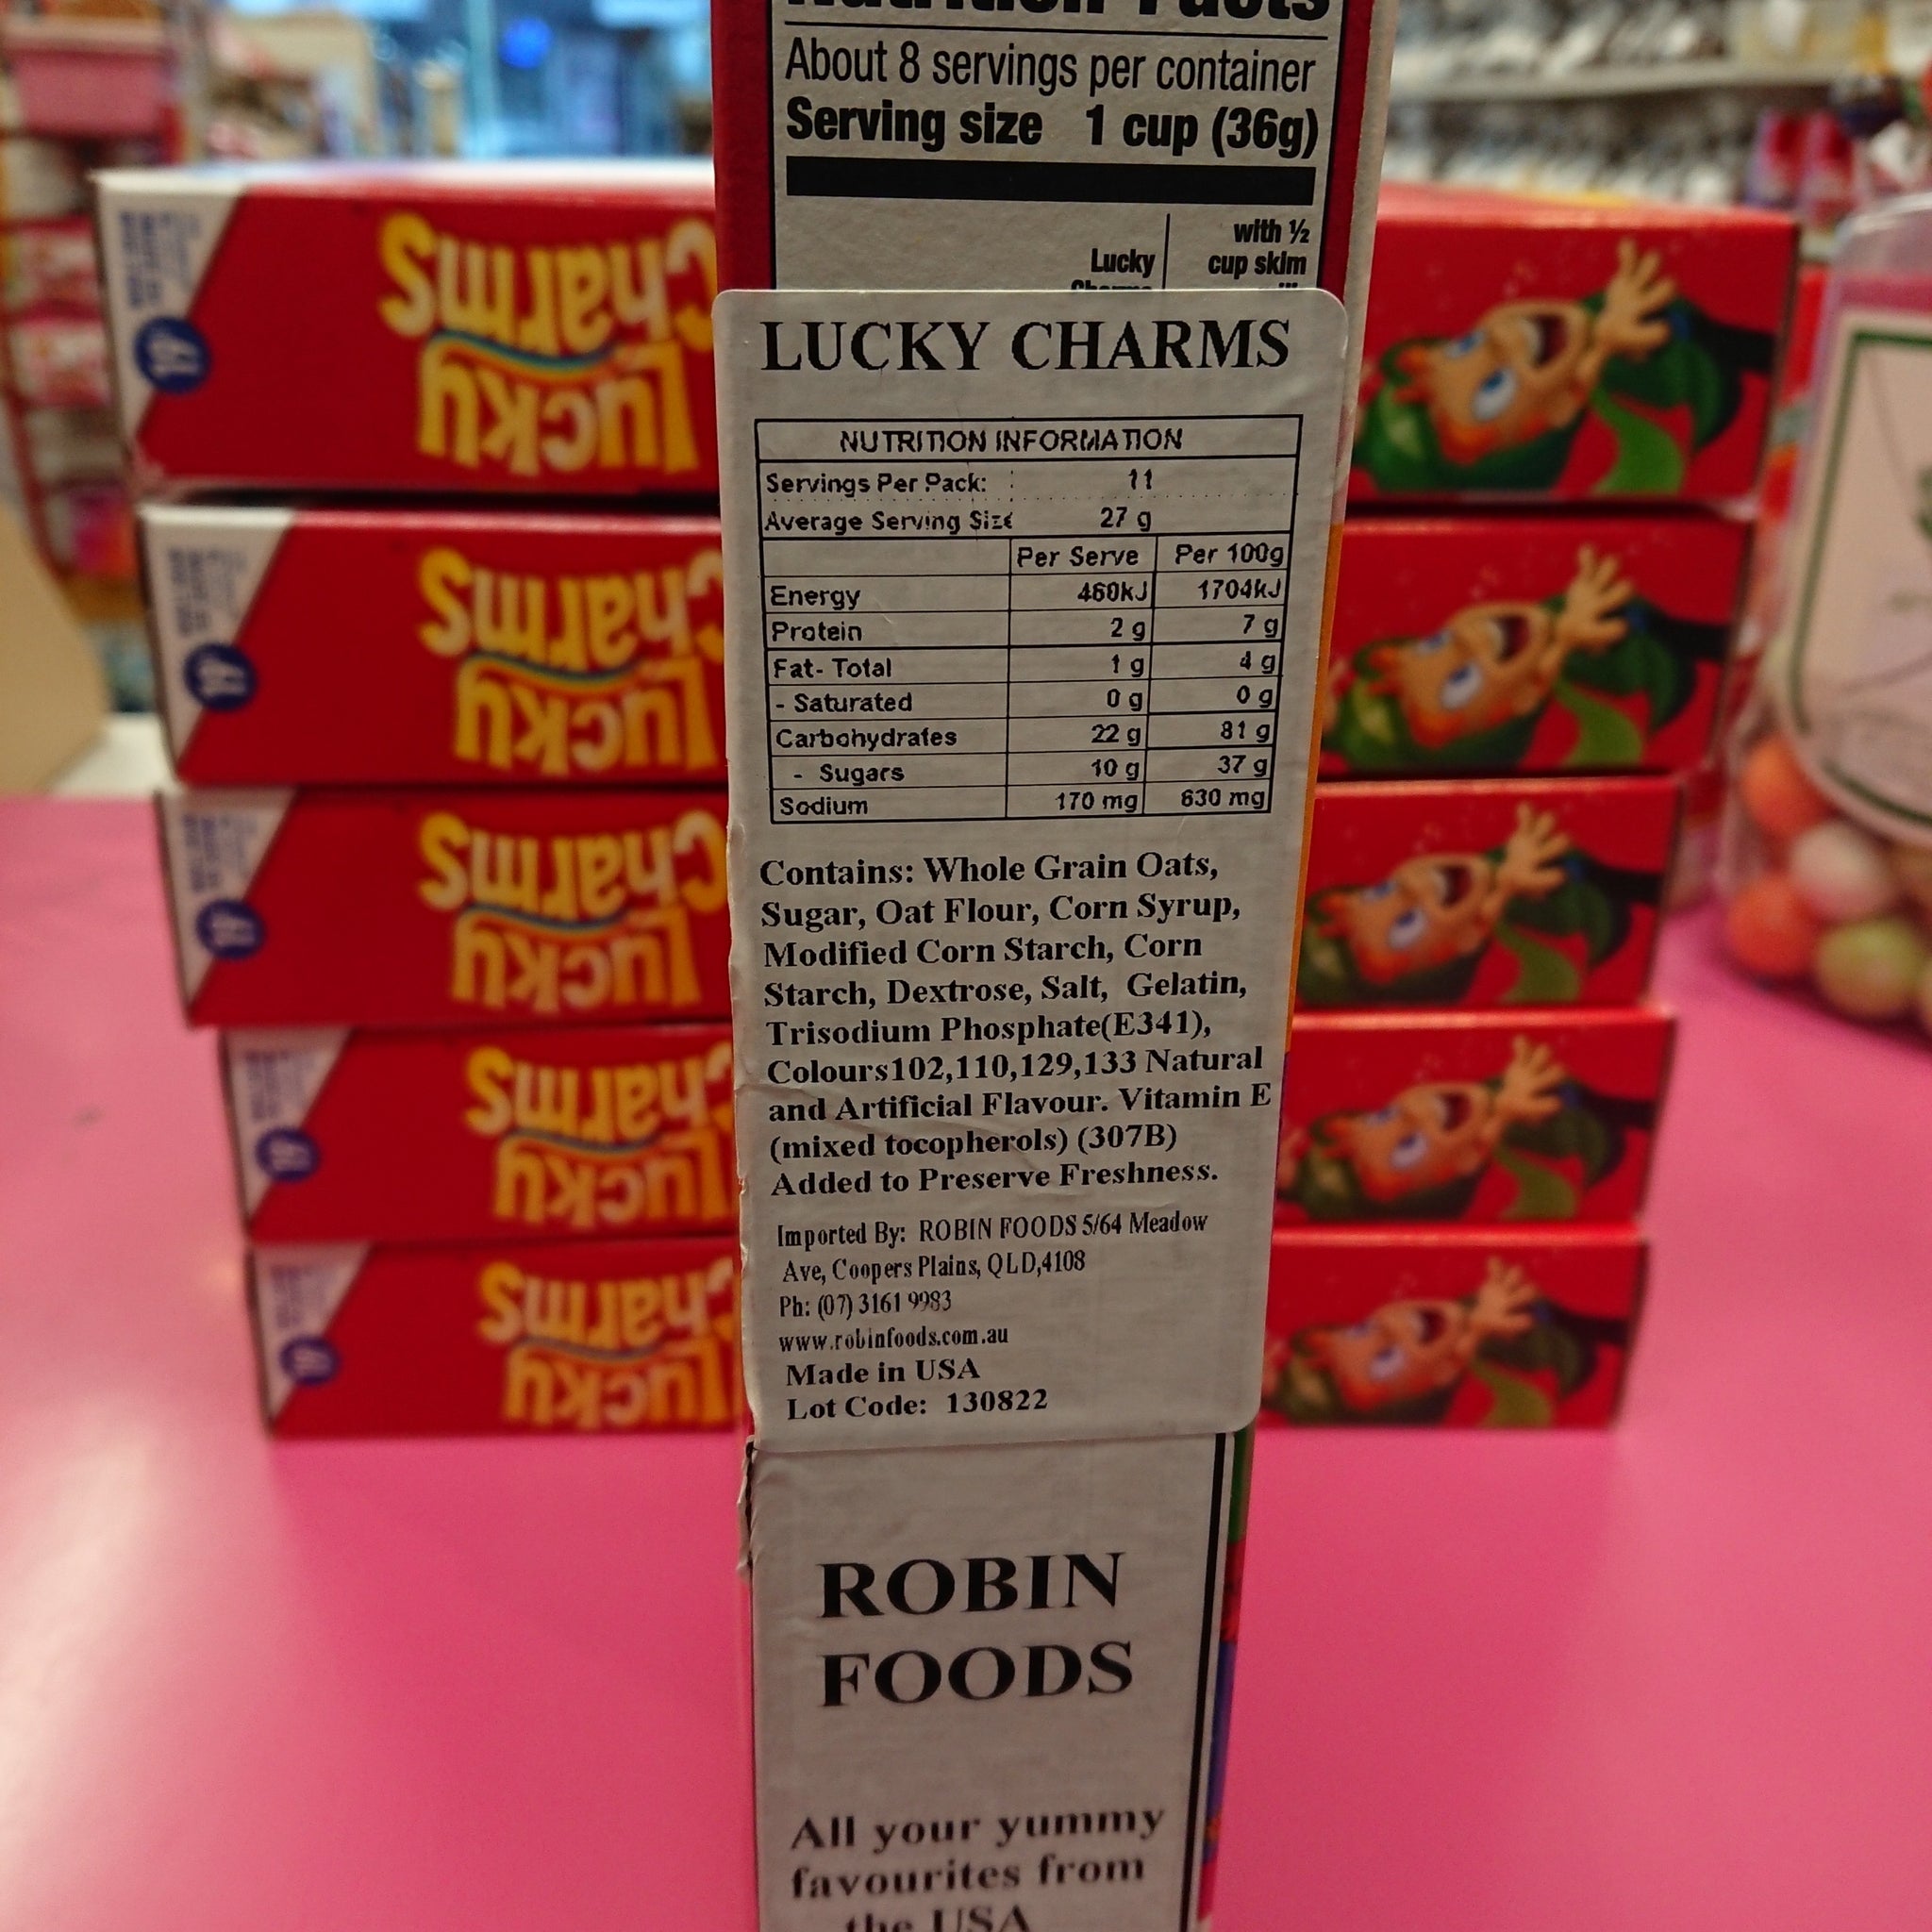 Nutrition Facts
About 8 servings per container
Serving size 1 cup (36g)
with ½
Lucky cup skim
Charms
LUCKY CHARMS
NUTRITION INFORMATION
Servings Per Pack: : 11
Average Serving Size 27 g
Per Serve Per 100g
Energy 460kJ 1704kJ
Protein 2 g 7 g
Fat- Total 1 g 4 g
- Saturated 0 g 0 g
Carbohydrates 22 g 81 g
- Sugars 10 g 37 g
Sodium 170 mg 630 mg
Contains: Whole Grain Oats,
Sugar, Oat Flour, Corn Syrup,
Modified Corn Starch, Corn
Starch, Dextrose, Salt, Gelatin,
Trisodium Phosphate(E341),
Colours102,110,129,133 Natural
and Artificial Flavour. Vitamin E
(mixed tocopherols) (307B)
Added to Preserve Freshness.
Imported By: ROBIN FOODS 5/64 Meadow
Ave, Coopers Plains, QLD,4108
Ph: (07) 3161 9983
www.robinfoods.com.au
Made in USA
Lot Code: 130822
ROBIN
FOODS
All your yummy
favourites from
the USA
Lucky
Charms
Lucky
Charms
Lucky
Charms
Lucky
Charms
Lucky
Charms